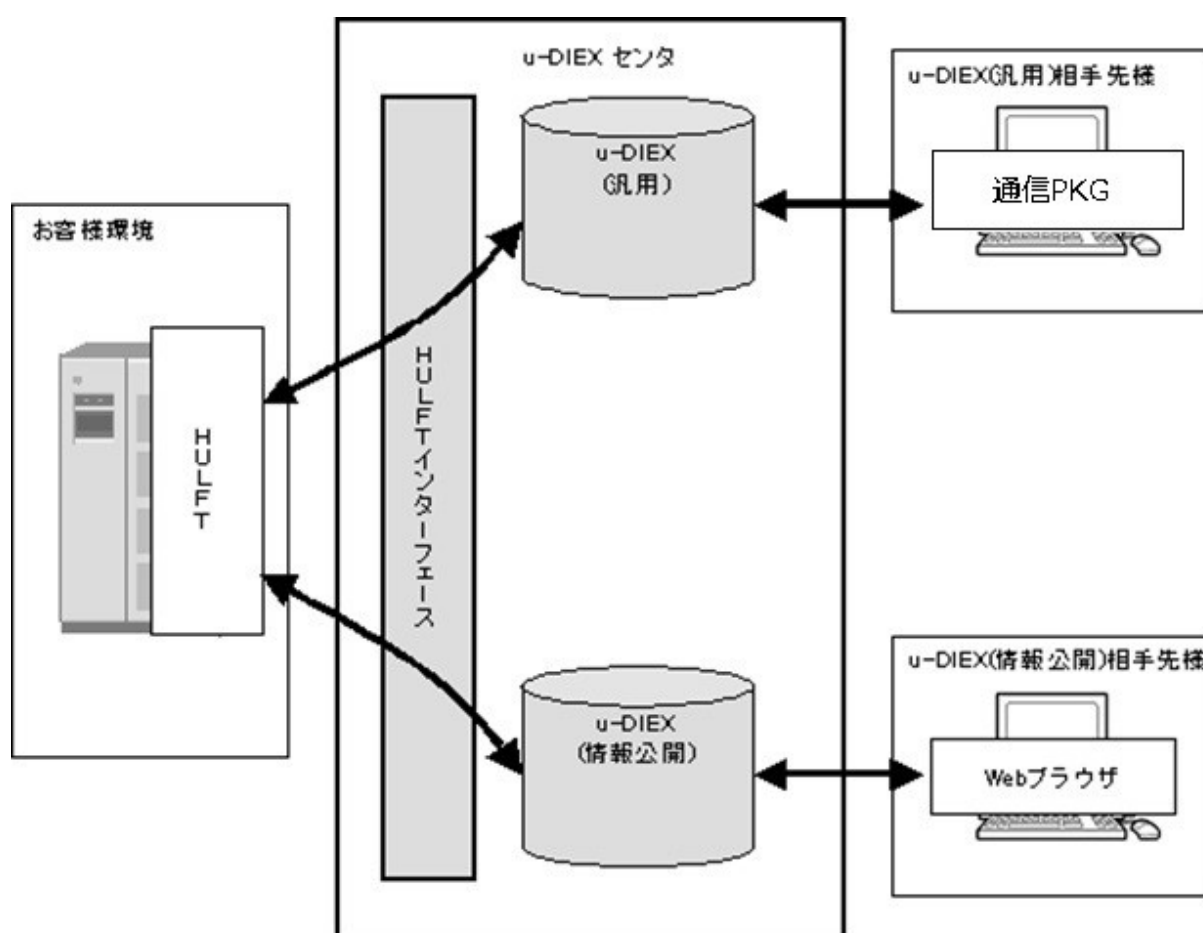 u-DIEX センタ
u-DIEX(汎用)相手先様
u-DIEX
(汎用)
通信PKG
お客様環境
HULFT
HULFTインターフェース
u-DIEX(情報公開)相手先様
u-DIEX
(情報公開)
Webブラウザ